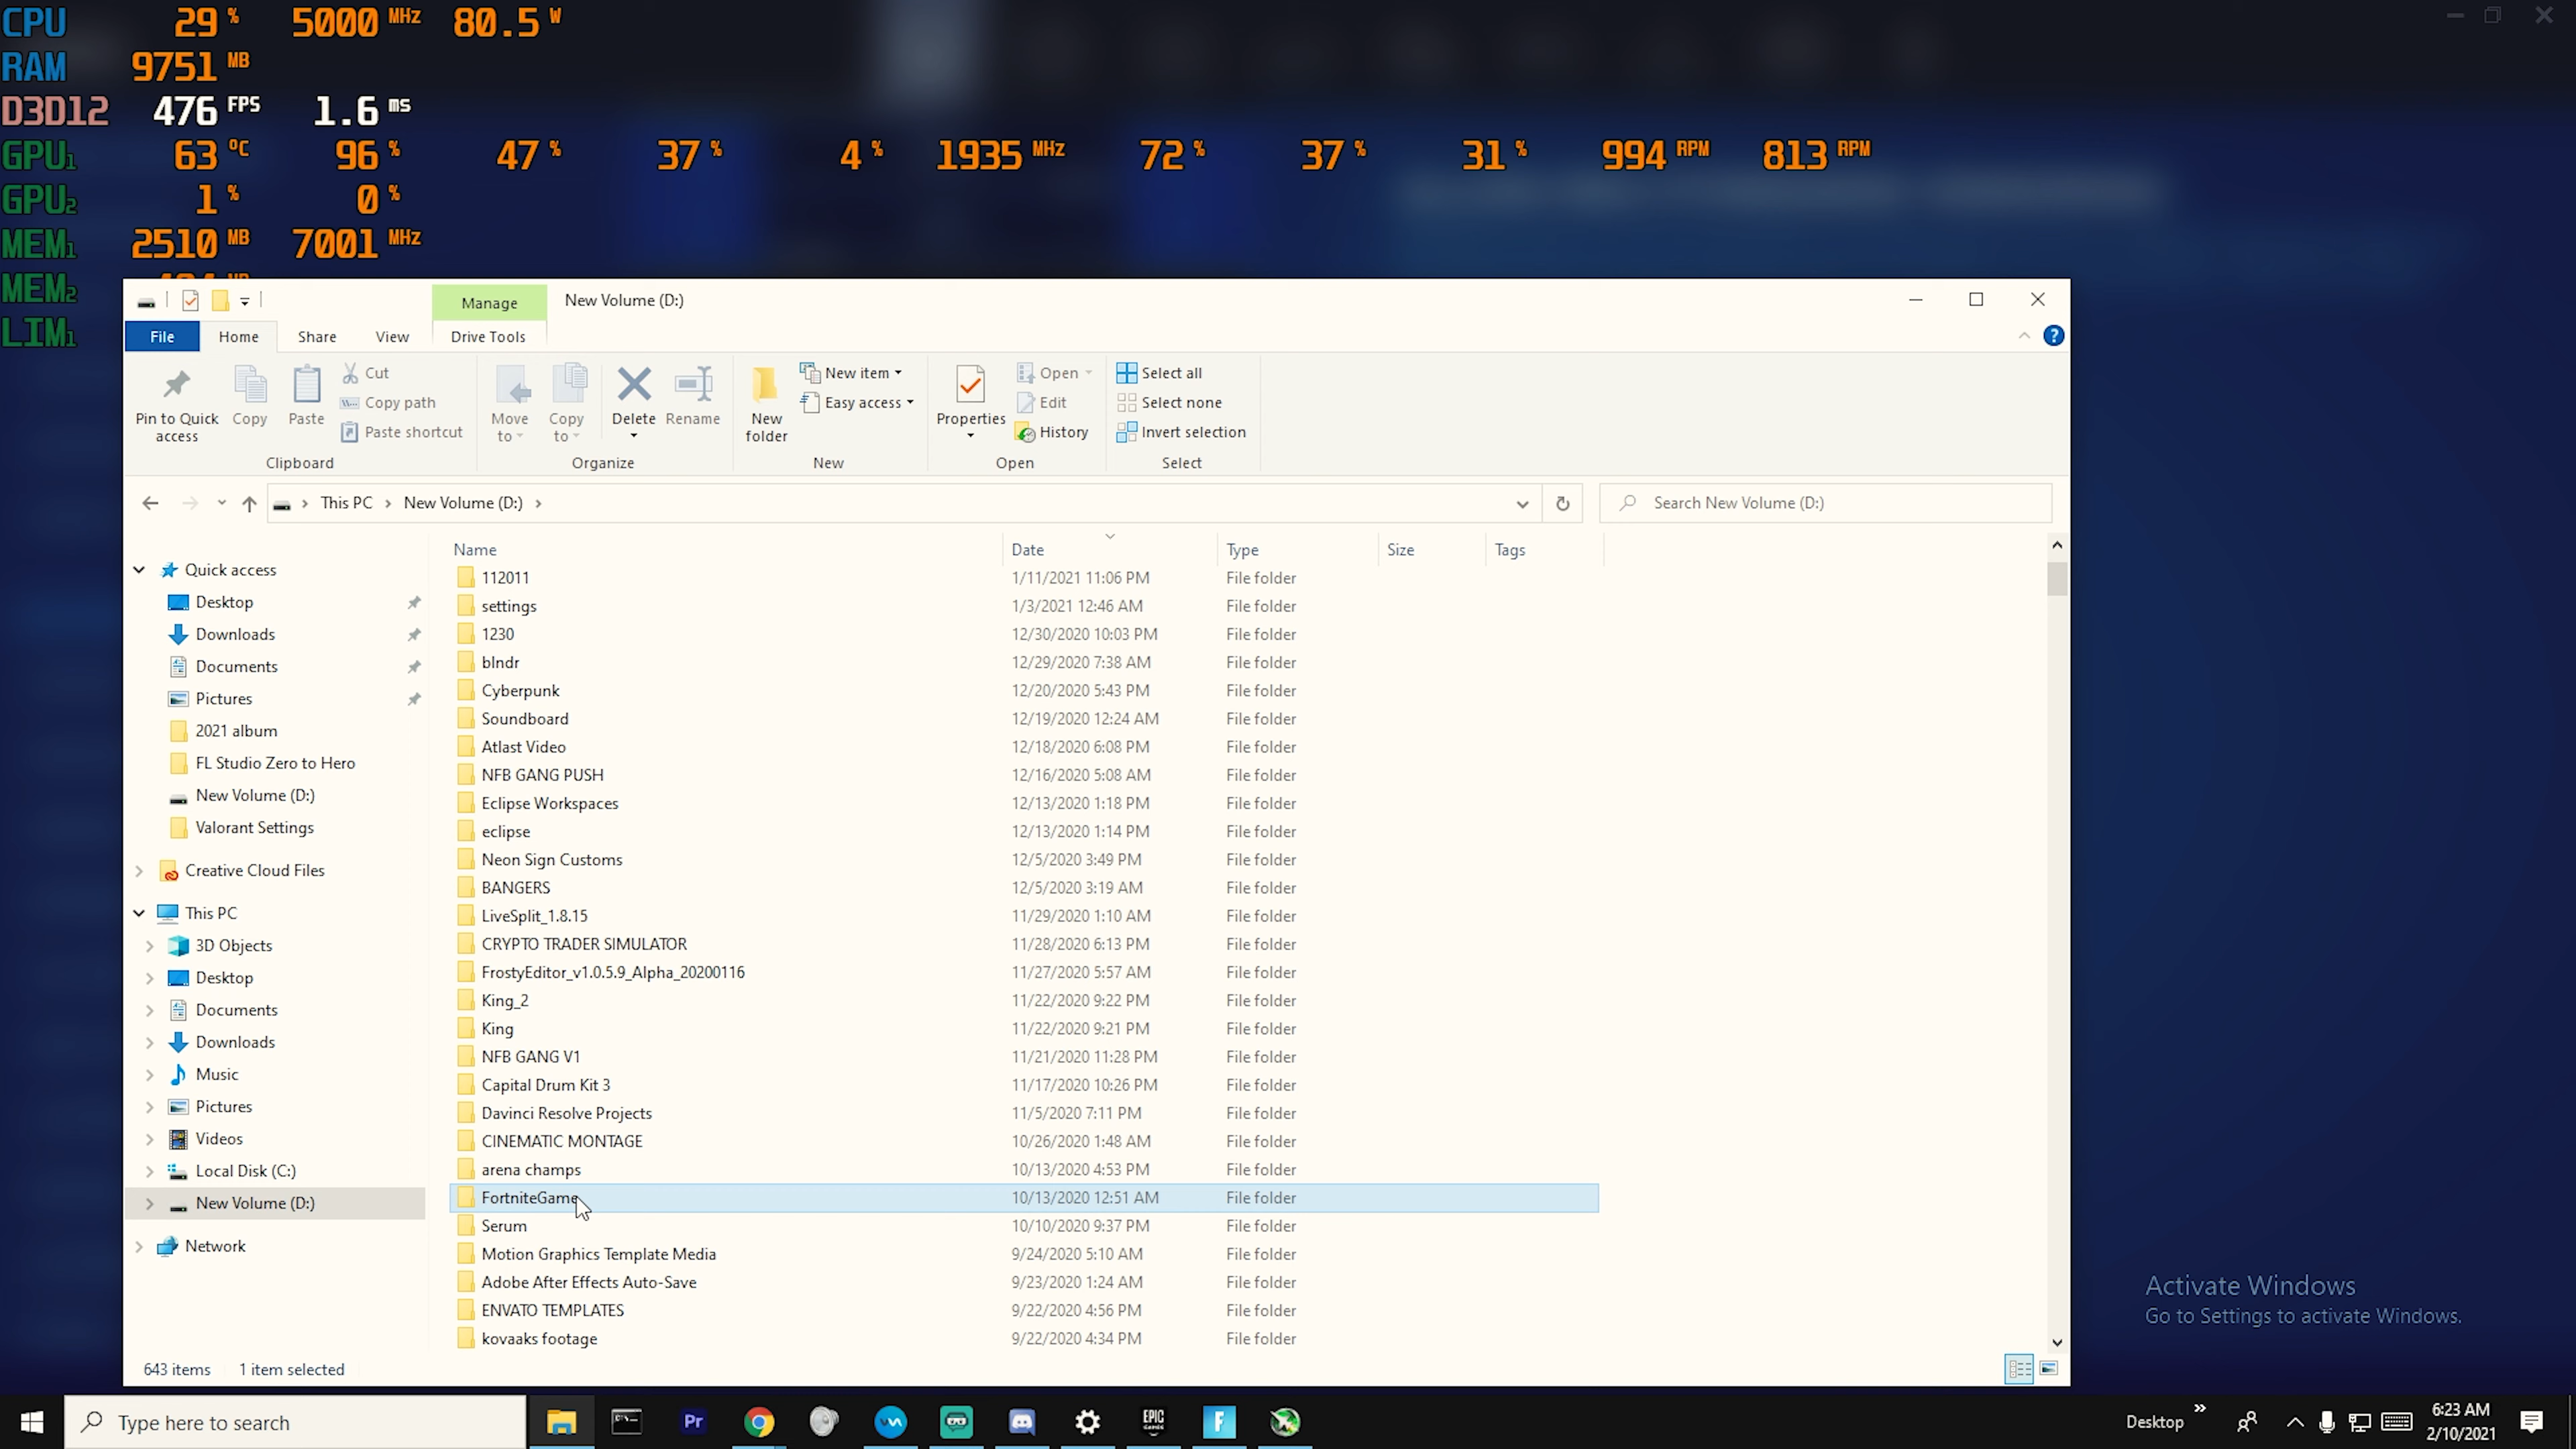 CPU 29 % 5000 MHz 80.5 W
RAM 9751 MB
D3D12 476 FPS 1.6 ms
GPU1 63 °C 96 % 47 % 37 % 4 % 1935 MHz 72 % 37 % 31 % 994 RPM 813 RPM
GPU2 1 % 0 %
MEM1 2510 MB 7001 MHz
MEM2
LIM1
Manage New Volume (D:)
File Home Share View Drive Tools
Pin to Quick access
Copy
Paste
Cut
Copy path
Paste shortcut
Clipboard
Move to
Copy to
Delete
Rename
Organize
New folder
New item
Easy access
New
Properties
Open
Edit
History
Open
Select all
Select none
Invert selection
Select
This PC > New Volume (D:) >
Search New Volume (D:)
Quick access
Desktop
Downloads
Documents
Pictures
2021 album
FL Studio Zero to Hero
New Volume (D:)
Valorant Settings
Creative Cloud Files
This PC
3D Objects
Desktop
Documents
Downloads
Music
Pictures
Videos
Local Disk (C:)
New Volume (D:)
Network
Name Date Type Size Tags
112011 1/11/2021 11:06 PM File folder
settings 1/3/2021 12:46 AM File folder
1230 12/30/2020 10:03 PM File folder
blndr 12/29/2020 7:38 AM File folder
Cyberpunk 12/20/2020 5:43 PM File folder
Soundboard 12/19/2020 12:24 AM File folder
Atlast Video 12/18/2020 6:08 PM File folder
NFB GANG PUSH 12/16/2020 5:08 AM File folder
Eclipse Workspaces 12/13/2020 1:18 PM File folder
eclipse 12/13/2020 1:14 PM File folder
Neon Sign Customs 12/5/2020 3:49 PM File folder
BANGERS 12/5/2020 3:19 AM File folder
LiveSplit_1.8.15 11/29/2020 1:10 AM File folder
CRYPTO TRADER SIMULATOR 11/28/2020 6:13 PM File folder
FrostyEditor_v1.0.5.9_Alpha_20200116 11/27/2020 5:57 AM File folder
King_2 11/22/2020 9:22 PM File folder
King 11/22/2020 9:21 PM File folder
NFB GANG V1 11/21/2020 11:28 PM File folder
Capital Drum Kit 3 11/17/2020 10:26 PM File folder
Davinci Resolve Projects 11/5/2020 7:11 PM File folder
CINEMATIC MONTAGE 10/26/2020 1:48 AM File folder
arena champs 10/13/2020 4:53 PM File folder
FortniteGame 10/13/2020 12:51 AM File folder
Serum 10/10/2020 9:37 PM File folder
Motion Graphics Template Media 9/24/2020 5:10 AM File folder
Adobe After Effects Auto-Save 9/23/2020 1:24 AM File folder
ENVATO TEMPLATES 9/22/2020 4:56 PM File folder
kovaaks footage 9/22/2020 4:34 PM File folder
643 items 1 item selected
Activate Windows
Go to Settings to activate Windows.
Type here to search
Pr
EPIC GAMES
F
Desktop
6:23 AM
2/10/2021